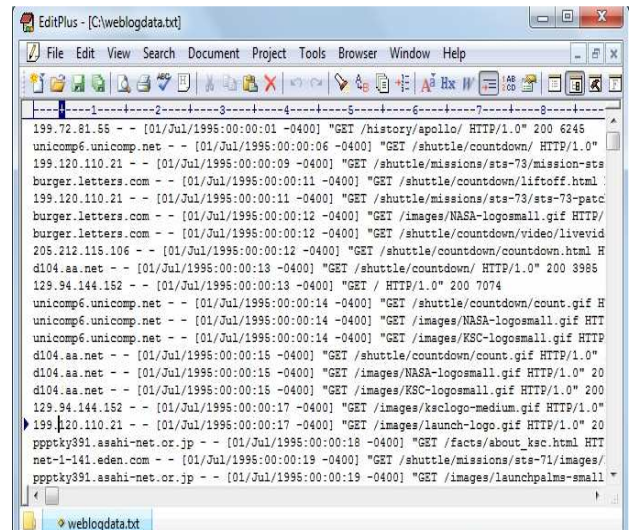 EditPlus - [C:\weblogdata.txt]
File Edit View Search Document Project Tools Browser Window Help
----+----1----+----2----+----3----+----4----+----5----+----6----+----7----+----8----+----
199.72.81.55 - - [01/Jul/1995:00:00:01 -0400] "GET /history/apollo/ HTTP/1.0" 200 6245
unicomp6.unicomp.net - - [01/Jul/1995:00:00:06 -0400] "GET /shuttle/countdown/ HTTP/1.0"
199.120.110.21 - - [01/Jul/1995:00:00:09 -0400] "GET /shuttle/missions/sts-73/mission-sts
burger.letters.com - - [01/Jul/1995:00:00:11 -0400] "GET /shuttle/countdown/liftoff.html
199.120.110.21 - - [01/Jul/1995:00:00:11 -0400] "GET /shuttle/missions/sts-73/sts-73-patc
burger.letters.com - - [01/Jul/1995:00:00:12 -0400] "GET /images/NASA-logosmall.gif HTTP/
burger.letters.com - - [01/Jul/1995:00:00:12 -0400] "GET /shuttle/countdown/video/livevid
205.212.115.106 - - [01/Jul/1995:00:00:12 -0400] "GET /shuttle/countdown/countdown.html H
d104.aa.net - - [01/Jul/1995:00:00:13 -0400] "GET /shuttle/countdown/ HTTP/1.0" 200 3985
129.94.144.152 - - [01/Jul/1995:00:00:13 -0400] "GET / HTTP/1.0" 200 7074
unicomp6.unicomp.net - - [01/Jul/1995:00:00:14 -0400] "GET /shuttle/countdown/count.gif H
unicomp6.unicomp.net - - [01/Jul/1995:00:00:14 -0400] "GET /images/NASA-logosmall.gif HTT
unicomp6.unicomp.net - - [01/Jul/1995:00:00:14 -0400] "GET /images/KSC-logosmall.gif HTTP
d104.aa.net - - [01/Jul/1995:00:00:15 -0400] "GET /shuttle/countdown/count.gif HTTP/1.0"
d104.aa.net - - [01/Jul/1995:00:00:15 -0400] "GET /images/NASA-logosmall.gif HTTP/1.0" 20
d104.aa.net - - [01/Jul/1995:00:00:15 -0400] "GET /images/KSC-logosmall.gif HTTP/1.0" 200
129.94.144.152 - - [01/Jul/1995:00:00:17 -0400] "GET /images/ksclogo-medium.gif HTTP/1.0"
199.120.110.21 - - [01/Jul/1995:00:00:17 -0400] "GET /images/launch-logo.gif HTTP/1.0" 20
ppptky391.asahi-net.or.jp - - [01/Jul/1995:00:00:18 -0400] "GET /facts/about_ksc.html HTT
net-1-141.eden.com - - [01/Jul/1995:00:00:19 -0400] "GET /shuttle/missions/sts-71/images/
ppptky391.asahi-net.or.jp - - [01/Jul/1995:00:00:19 -0400] "GET /images/launchpalms-small
weblogdata.txt